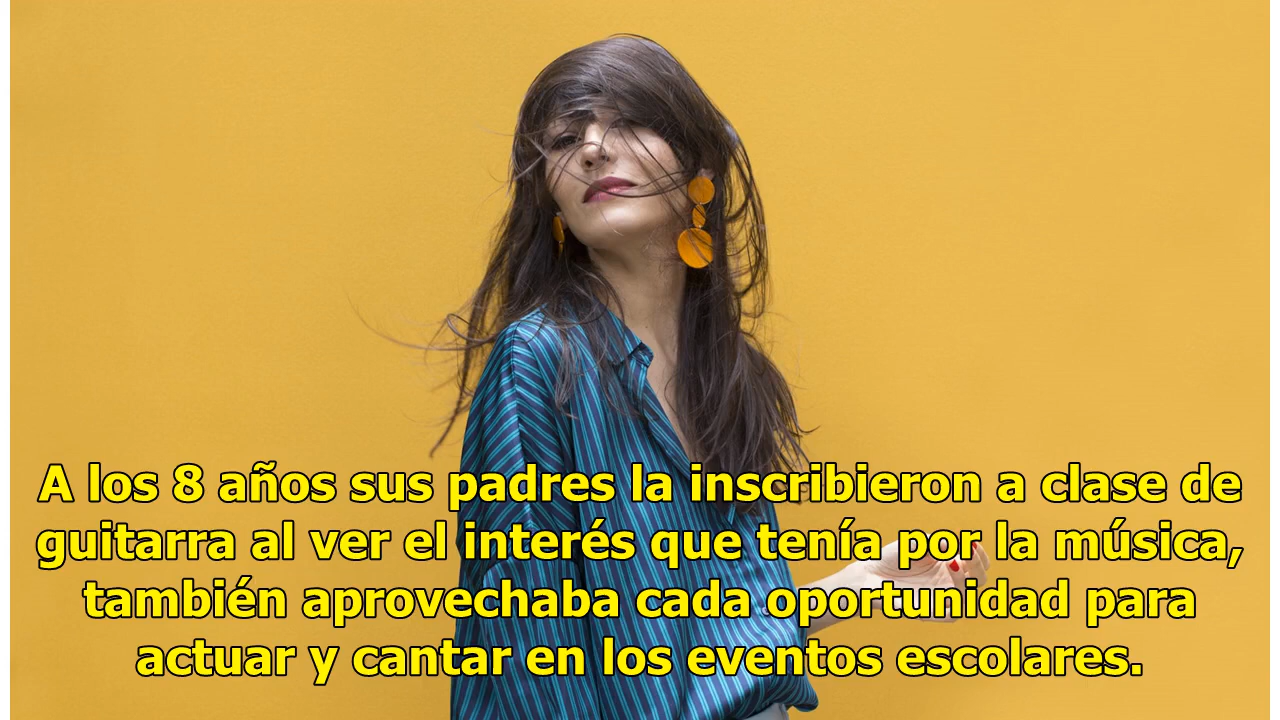 A los 8 años sus padres la inscribieron a clase de
guitarra al ver el interés que tenía por la música,
también aprovechaba cada oportunidad para
actuar y cantar en los eventos escolares.